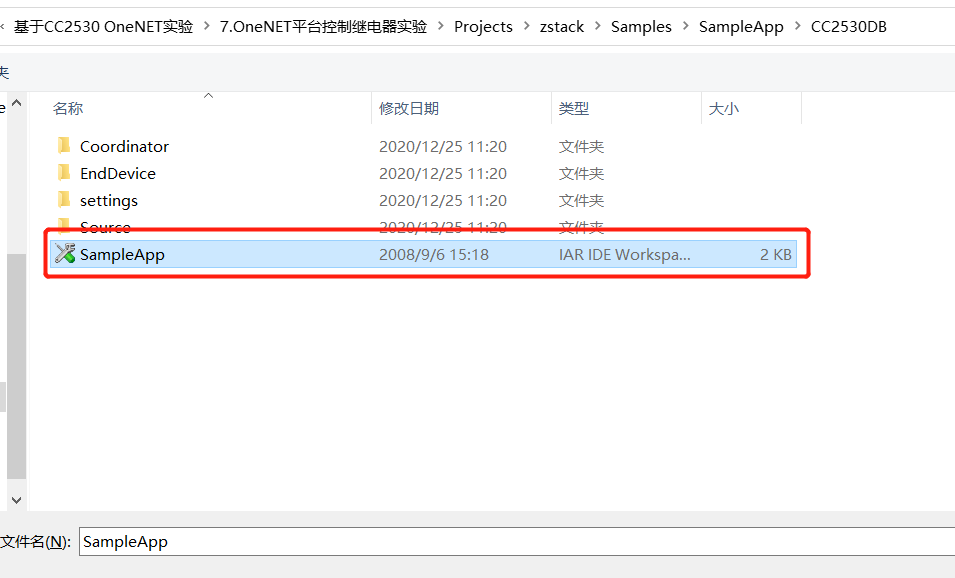 基于CC2530 OneNET实验 › 7.OneNET平台控制继电器实验 › Projects › zstack › Samples › SampleApp › CC2530DB
夹
e
名称 修改日期 类型 大小
Coordinator 2020/12/25 11:20 文件夹
EndDevice 2020/12/25 11:20 文件夹
settings 2020/12/25 11:20 文件夹
Source 2020/12/25 11:20 文件夹
SampleApp 2008/9/6 15:18 IAR IDE Workspa... 2 KB
文件名(N): SampleApp